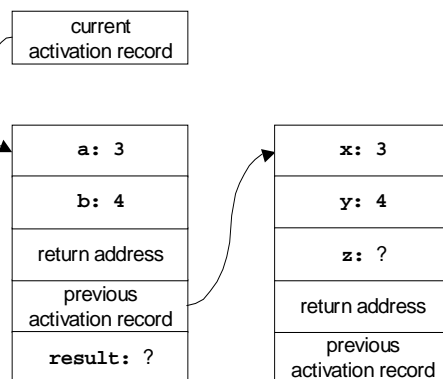 current
activation record
a: 3
b: 4
return address
previous
activation record
result: ?
x: 3
y: 4
z: ?
return address
previous
activation record